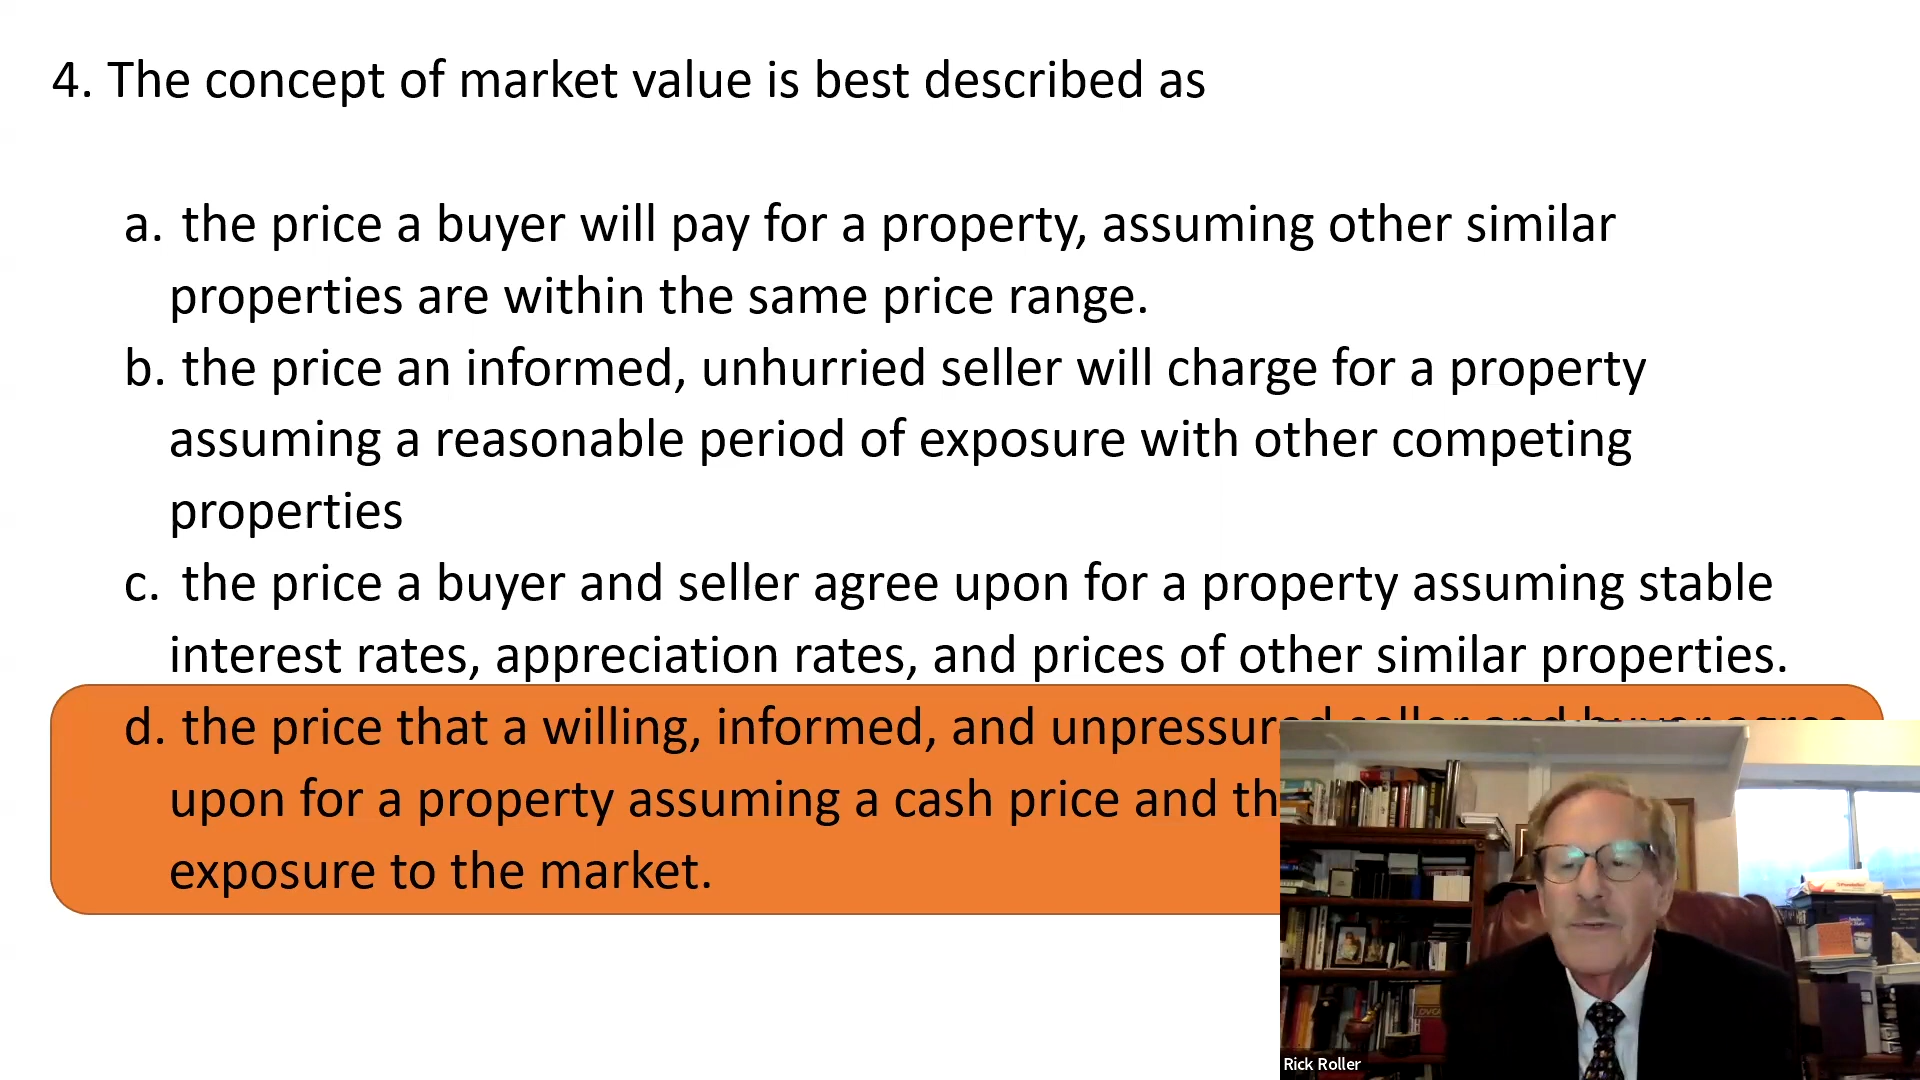 4. The concept of market value is best described as
a. the price a buyer will pay for a property, assuming other similar
properties are within the same price range.
b. the price an informed, unhurried seller will charge for a property
assuming a reasonable period of exposure with other competing
properties
c. the price a buyer and seller agree upon for a property assuming stable
interest rates, appreciation rates, and prices of other similar properties.
d. the price that a willing, informed, and unpressured seller and buyer agree
upon for a property assuming a cash price and
exposure to the market.
Rick Roller